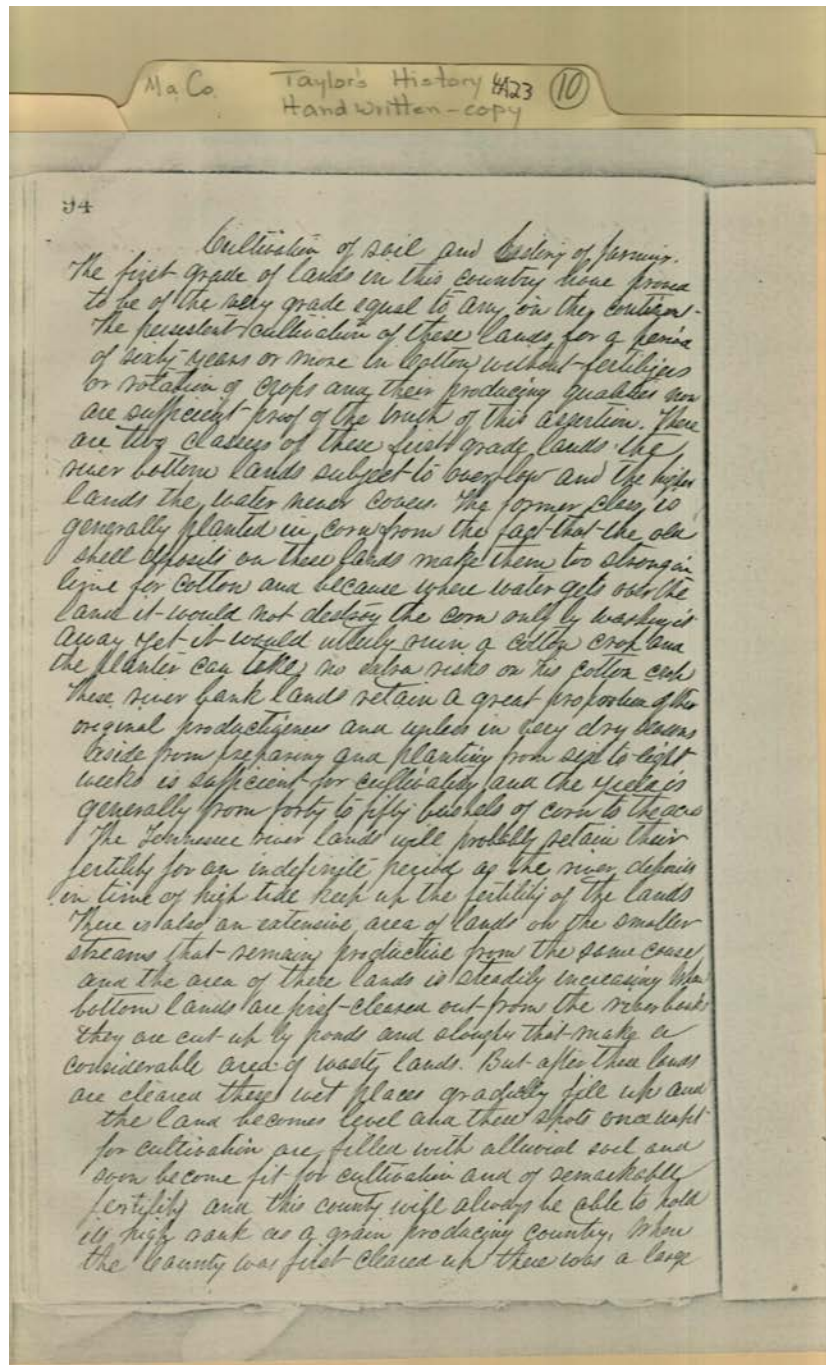 Ma. Co. Taylor's History 4A23 10
Handwritten - copy
94
Cultivation of soil and of farming.
The first grade of lands in this country have proved
to be of the very grade equal to any on the continent -
The persistent cultivation of these lands for a period
of sixty years or more in Cotton without fertilizers
or rotation of crops and their producing qualities now
are sufficient proof of the truth of this assertion. There
are two classes of these first grade lands the
river bottom lands subject to overflow and the higher
lands the water never covers. The former class is
generally planted in corn from the fact that the old
shell deposits on these lands make them too strong in
lime for cotton and because where water gets over the
land it would not destroy the corn only by washing it
away yet it would utterly ruin a cotton crop and
the planter can take no extra risks on his cotton crop
These river bank lands retain a great proportion of their
original productiveness and unless in very dry seasons
aside from preparing and planting from six to eight
weeks is sufficient for cultivating and the yield is
generally from forty to fifty bushels of corn to the acre
The Tennessee river lands will probably retain their
fertility for an indefinite period as the river deposits
in time of high tide keep up the fertility of the lands
There is also an extensive area of lands on the smaller
streams that remain productive from the same cause
and the area of these lands is steadily increasing When
bottom lands are first cleared out from the river banks
they are cut up by ponds and sloughs that make a
considerable area of waste lands. But after these lands
are cleared these wet places gradually fill up and
the land becomes level and these spots once unfit
for cultivation are filled with alluvial soil and
soon become fit for cultivation and of remarkable
fertility and this county will always be able to hold
its high rank as a grain producing county. When
the County was first cleared up there was a large